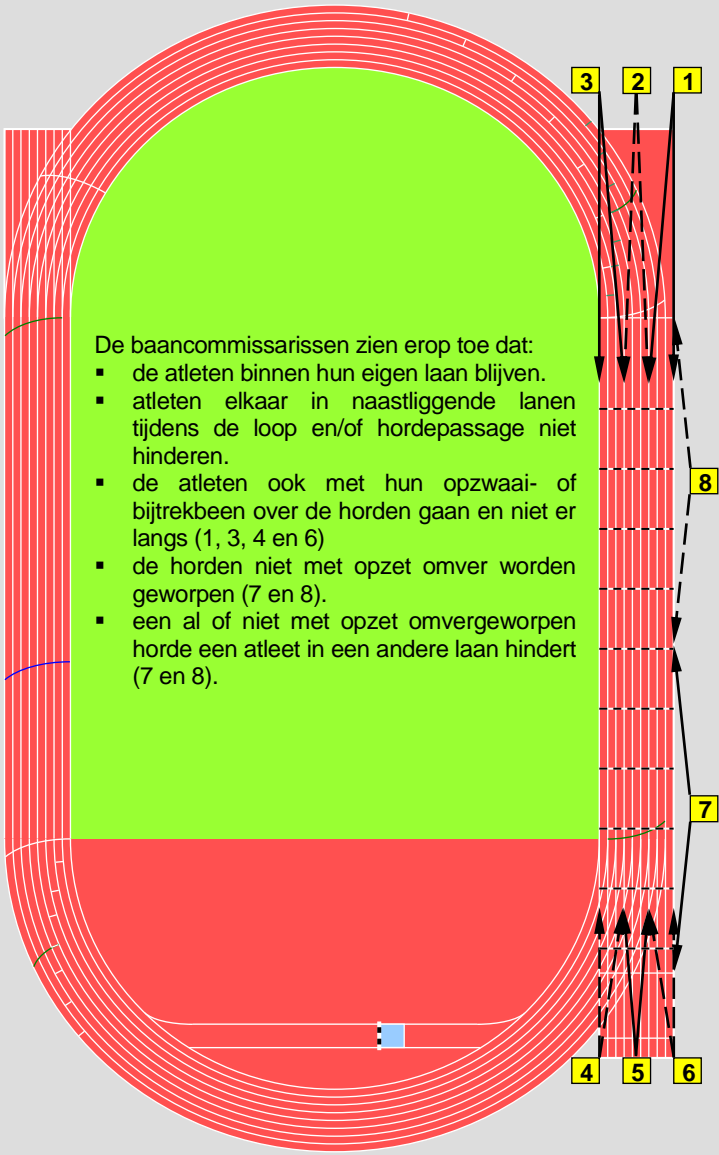 3 2 1
De baancommissarissen zien erop toe dat:
▪ de atleten binnen hun eigen laan blijven.
▪ atleten elkaar in naastliggende lanen
tijdens de loop en/of hordepassage niet
hinderen.
▪ de atleten ook met hun opzwaai- of
bijtrekbeen over de horden gaan en niet er
langs (1, 3, 4 en 6)
▪ de horden niet met opzet omver worden
geworpen (7 en 8).
▪ een al of niet met opzet omvergeworpen
horde een atleet in een andere laan hindert
(7 en 8).
8
7
4 5 6